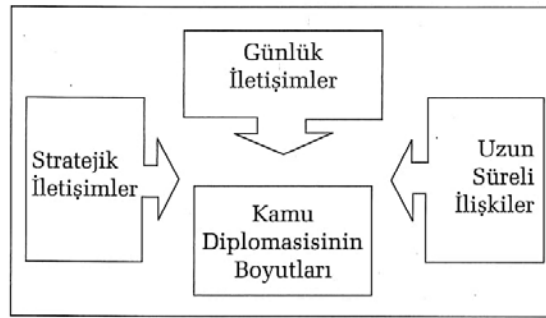 Günlük
İletişimler
Stratejik
İletişimler
Uzun
Süreli
İlişkiler
Kamu
Diplomasisinin
Boyutları